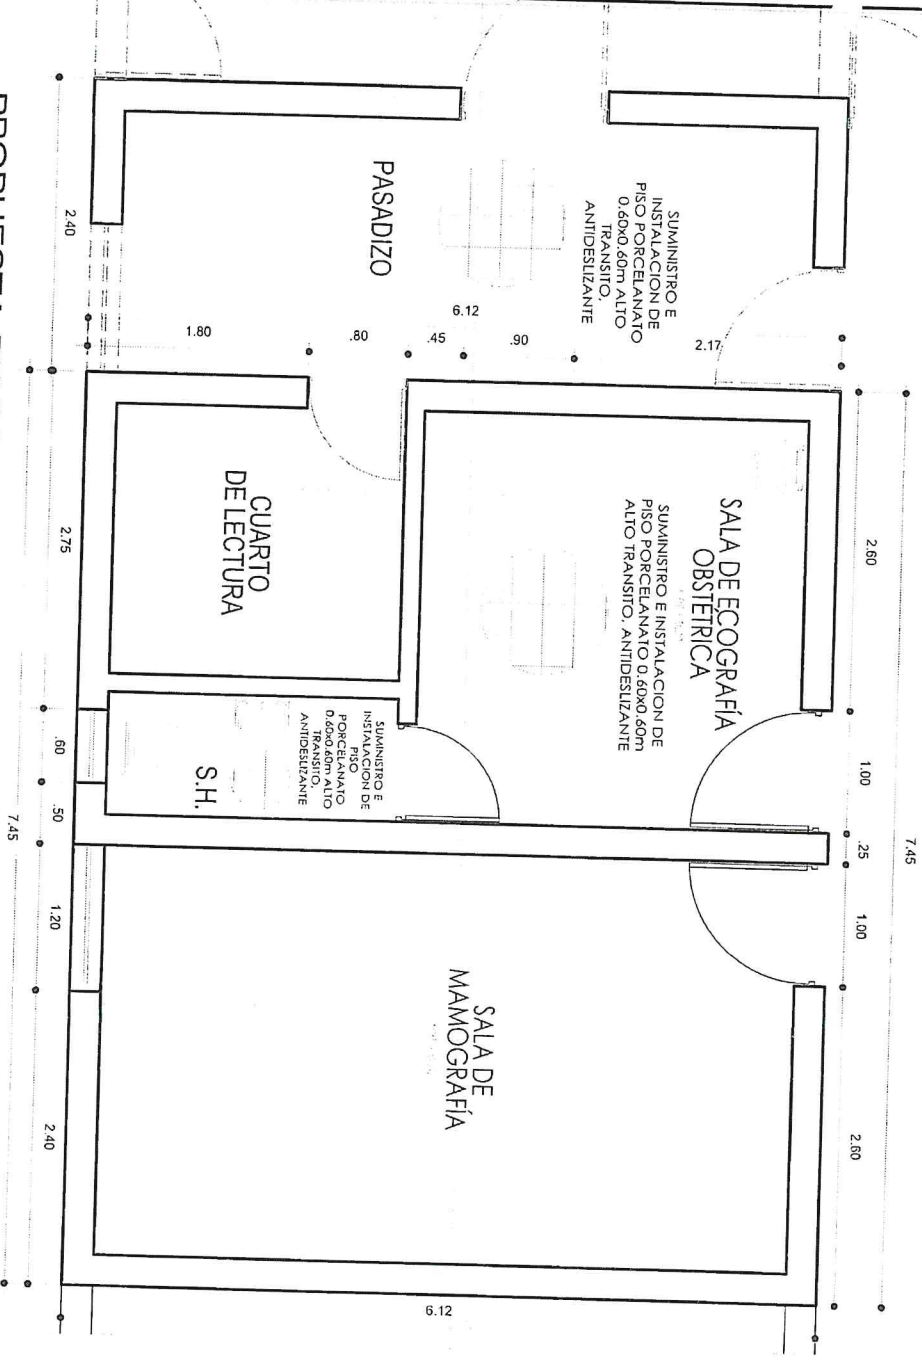 PASADIZO
SUMINISTRO E
INSTALACION DE
PISO PORCELANATO
0.60x0.60m ALTO
TRANSITO,
ANTIDESLIZANTE
2.40
1.80
.80
.45
6.12
.90
2.17
CUARTO
DE LECTURA
SALA DE ECOGRAFÍA
OBSTÉTRICA
SUMINISTRO E INSTALACION DE
PISO PORCELANATO 0.60x0.60m
ALTO TRANSITO, ANTIDESLIZANTE
SUMINISTRO E
INSTALACION DE
PISO
PORCELANATO
0.60x0.60m ALTO
TRANSITO,
ANTIDESLIZANTE
S.H.
SALA DE
MAMOGRAFÍA
2.60
1.00
.25
1.00
2.60
7.45
2.75
.60
.50
1.20
2.40
7.45
6.12